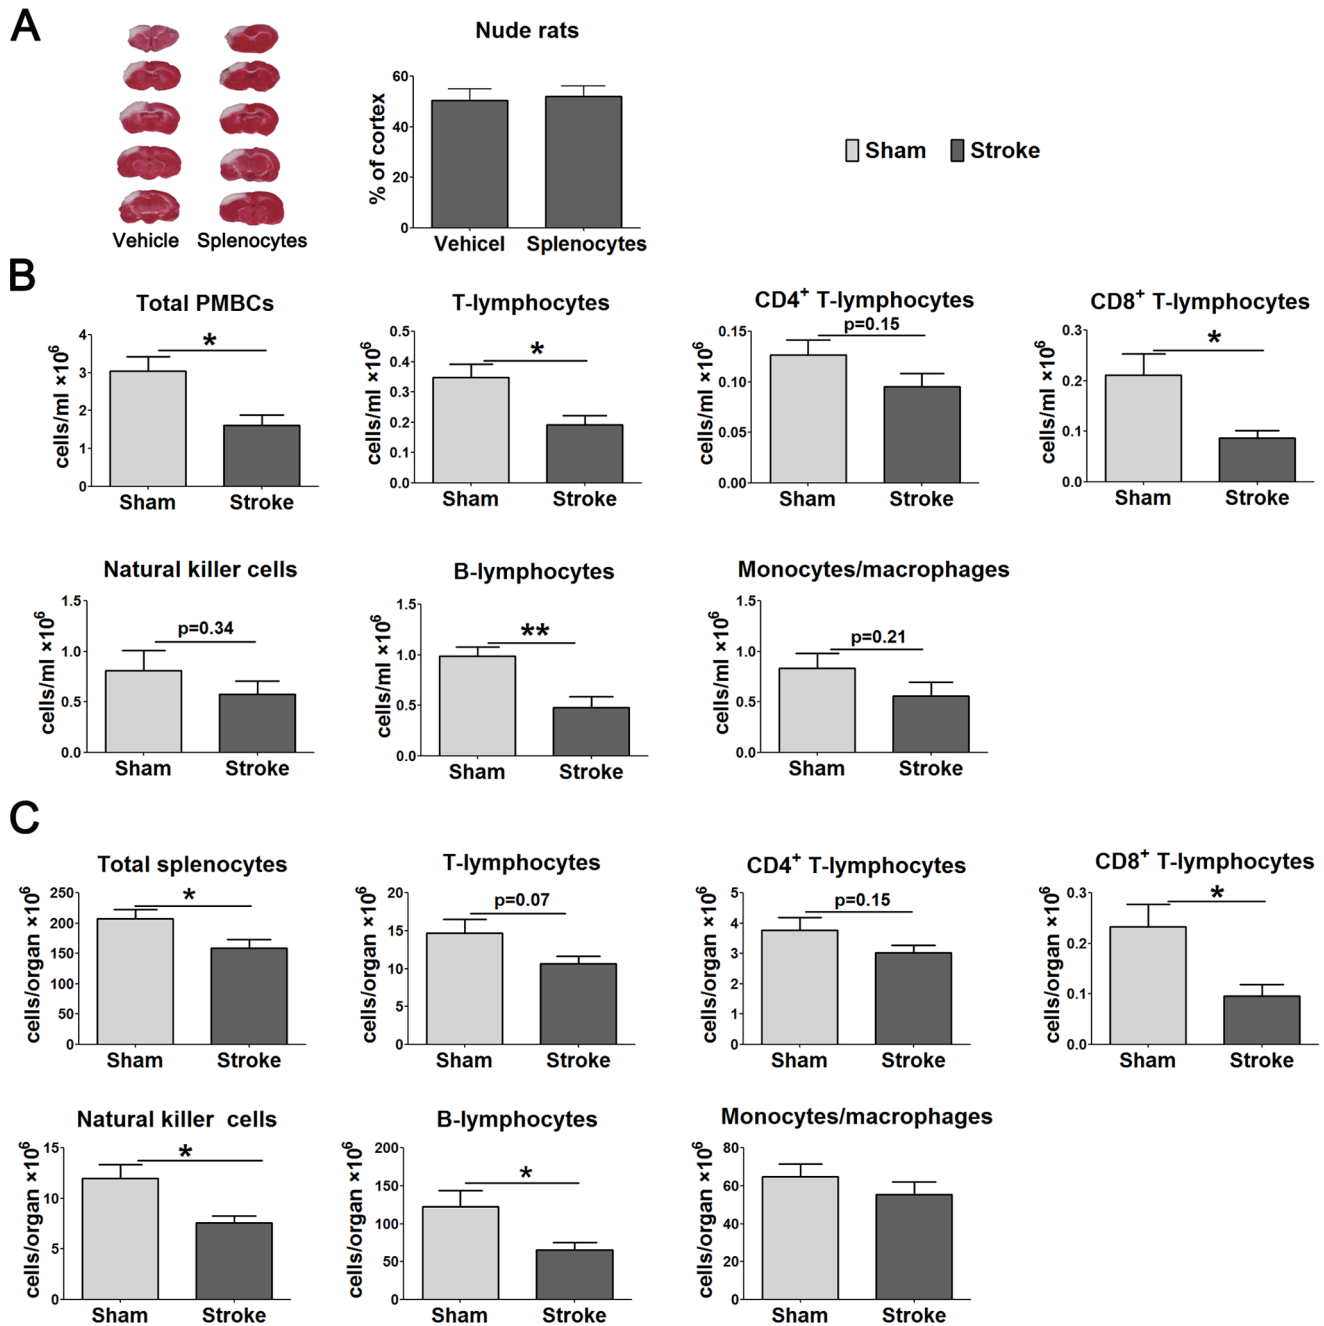 A
Nude rats
% of cortex
60
40
20
0
Vehicle Splenocytes
Vehicel Splenocytes
Sham Stroke
B
Total PMBCs
cells/ml ×10⁶
4
3
2
1
0
*
Sham Stroke
T-lymphocytes
cells/ml ×10⁶
0.5
0.4
0.3
0.2
0.1
0.0
*
Sham Stroke
CD4⁺ T-lymphocytes
cells/ml ×10⁶
0.15
0.10
0.05
0.00
p=0.15
Sham Stroke
CD8⁺ T-lymphocytes
cells/ml ×10⁶
0.3
0.2
0.1
0.0
*
Sham Stroke
Natural killer cells
cells/ml ×10⁶
1.5
1.0
0.5
0.0
p=0.34
Sham Stroke
B-lymphocytes
cells/ml ×10⁶
1.5
1.0
0.5
0.0
**
Sham Stroke
Monocytes/macrophages
cells/ml ×10⁶
1.5
1.0
0.5
0.0
p=0.21
Sham Stroke
C
Total splenocytes
cells/organ ×10⁶
250
200
150
100
50
0
*
Sham Stroke
T-lymphocytes
cells/organ ×10⁶
20
15
10
5
0
p=0.07
Sham Stroke
CD4⁺ T-lymphocytes
cells/organ ×10⁶
5
4
3
2
1
0
p=0.15
Sham Stroke
CD8⁺ T-lymphocytes
cells/organ ×10⁶
0.3
0.2
0.1
0.0
*
Sham Stroke
Natural killer cells
cells/organ ×10⁶
15
10
5
0
*
Sham Stroke
B-lymphocytes
cells/organ ×10⁶
200
150
100
50
0
*
Sham Stroke
Monocytes/macrophages
cells/organ ×10⁶
80
60
40
20
0
Sham Stroke